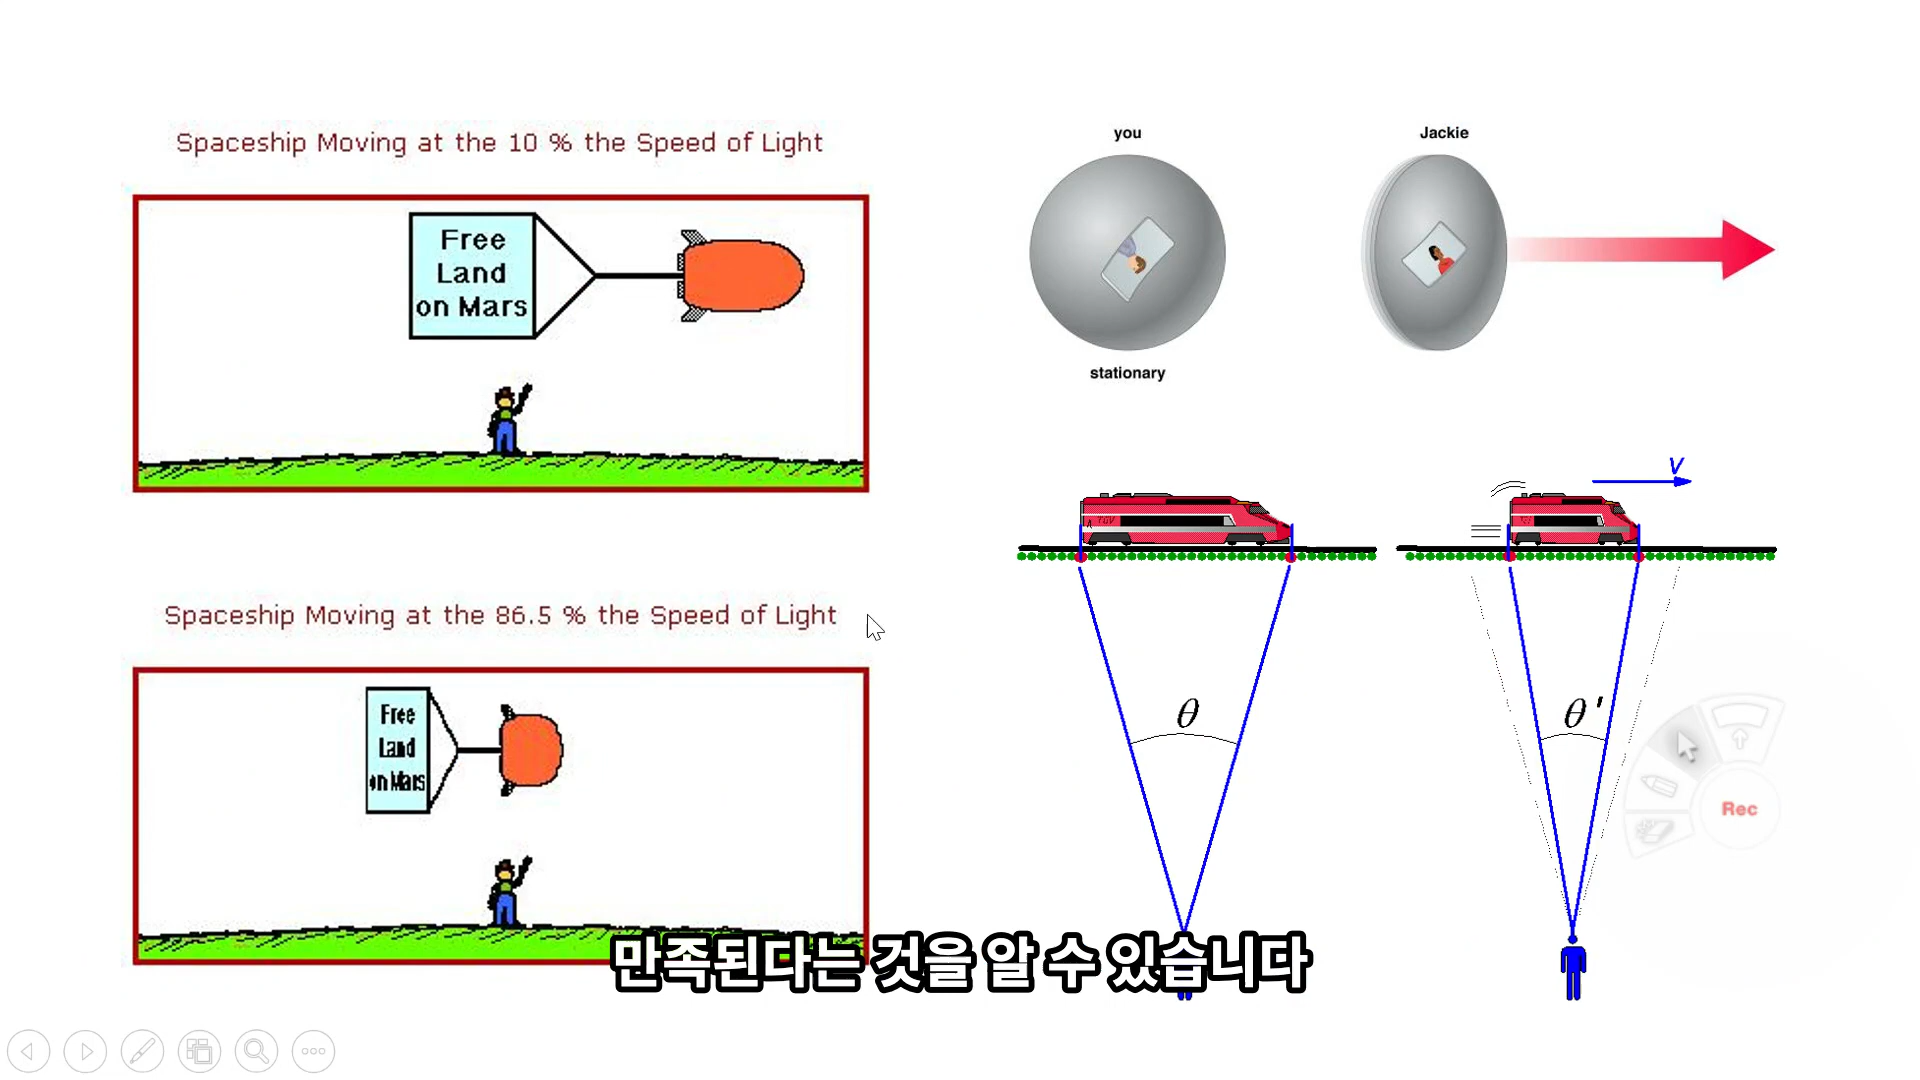 Spaceship Moving at the 10 % the Speed of Light
Free
Land
on Mars
Spaceship Moving at the 86.5 % the Speed of Light
Free
Land
on Mars
you
Jackie
stationary
TGV
v
θ
θ'
Rec
만족된다는 것을 알 수 있습니다